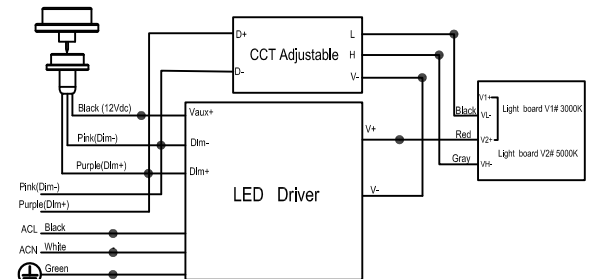 D+
D-
CCT Adjustable
L
H
V-
Black (12Vdc)
Pink(Dim-)
Purple(DIm+)
Pink(Dim-)
Purple(DIm+)
ACL Black
ACN White
Green
Vaux+
DIm-
DIm+
LED Driver
V+
V-
Black
Red
Gray
V1+
VL-
V2+
VH-
Light board V1# 3000K
Light board V2# 5000K